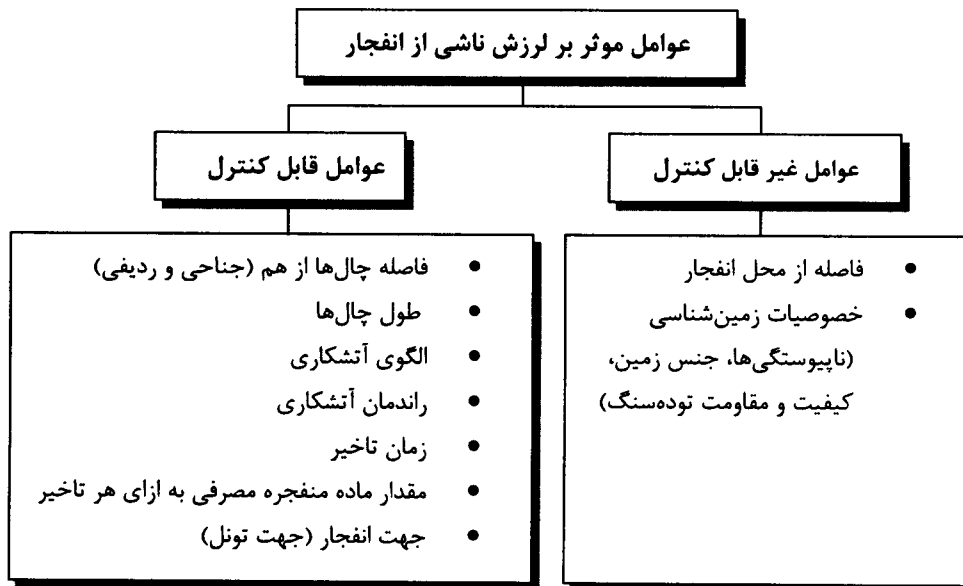 عوامل موثر بر لرزش ناشی از انفجار
عوامل غیر قابل کنترل
فاصله از محل انفجار
خصوصیات زمین‌شناسی
(ناپیوستگی‌ها، جنس زمین،
کیفیت و مقاومت توده‌سنگ)
عوامل قابل کنترل
فاصله چال‌ها از هم (جناحی و ردیفی)
طول چال‌ها
الگوی آتشکاری
راندمان آتشکاری
زمان تاخیر
مقدار ماده منفجره مصرفی به ازای هر تاخیر
جهت انفجار (جهت تونل)